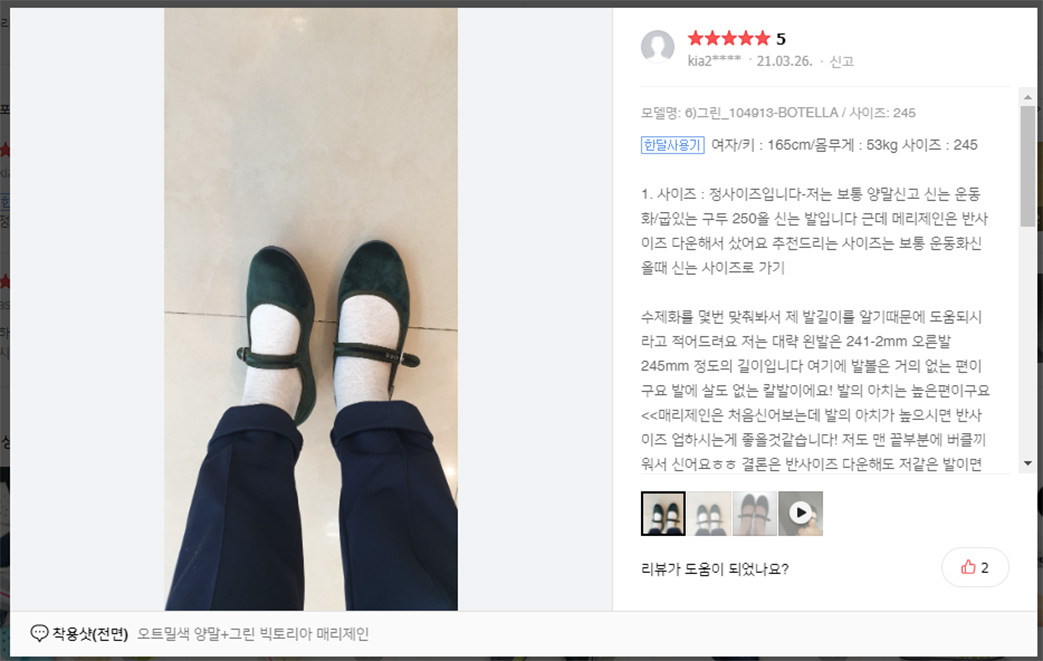 5
kia2**** · 21.03.26. · 신고
모델명: 6)그린_104913-BOTELLA / 사이즈: 245
한달사용기 여자/키 : 165cm/몸무게 : 53kg 사이즈 : 245
1. 사이즈 : 정사이즈입니다-저는 보통 양말신고 신는 운동
화/굽있는 구두 250을 신는 발입니다 근데 메리제인은 반사
이즈 다운해서 샀어요 추천드리는 사이즈는 보통 운동화신
을때 신는 사이즈로 가기
수제화를 몇번 맞춰봐서 제 발길이를 알기때문에 도움되시
라고 적어드려요 저는 대략 왼발은 241-2mm 오른발
245mm 정도의 길이입니다 여기에 발볼은 거의 없는 편이
구요 발에 살도 없는 칼발이에요! 발의 아치는 높은편이구요
<<매리제인은 처음신어보는데 발의 아치가 높으시면 반사
이즈 업하시는게 좋을것같습니다! 저도 맨 끝부분에 버클끼
워서 신어요ㅎㅎ 결론은 반사이즈 다운해도 저같은 발이면
리뷰가 도움이 되었나요?
2
착용샷(전면) 오트밀색 양말+그린 빅토리아 매리제인